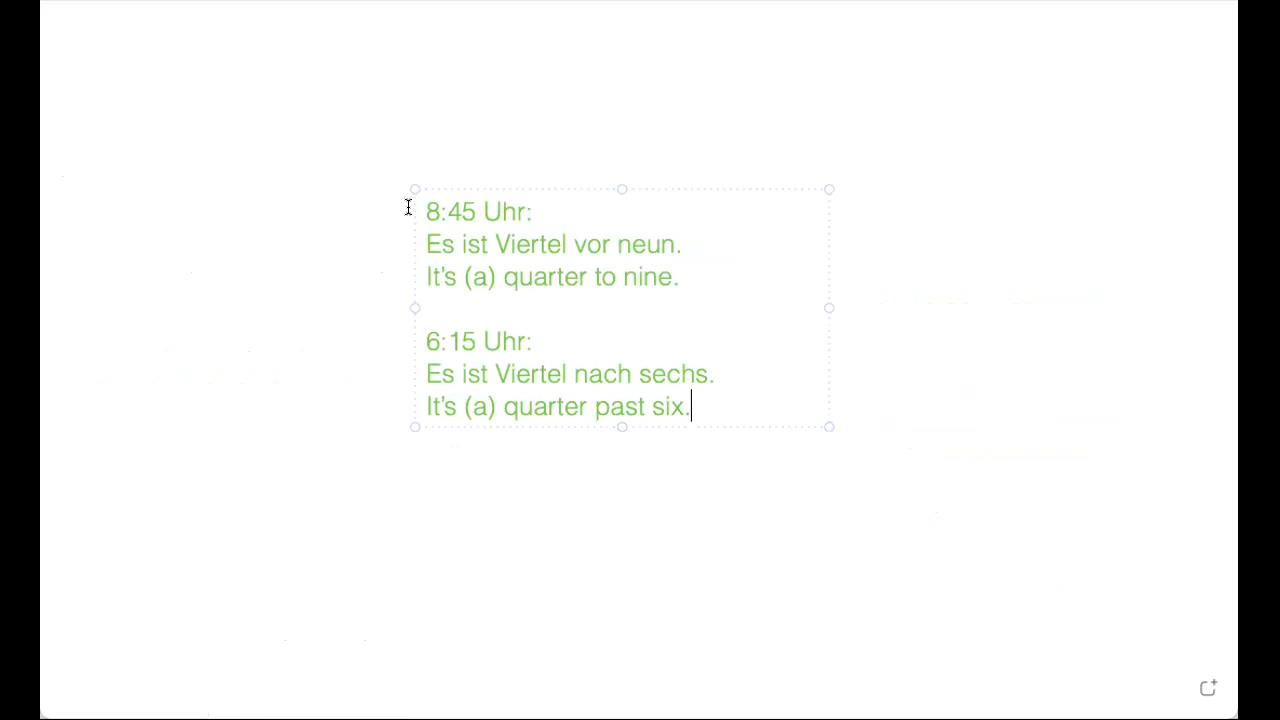 8:45 Uhr:
Es ist Viertel vor neun.
It's (a) quarter to nine.
6:15 Uhr:
Es ist Viertel nach sechs.
It's (a) quarter past six.